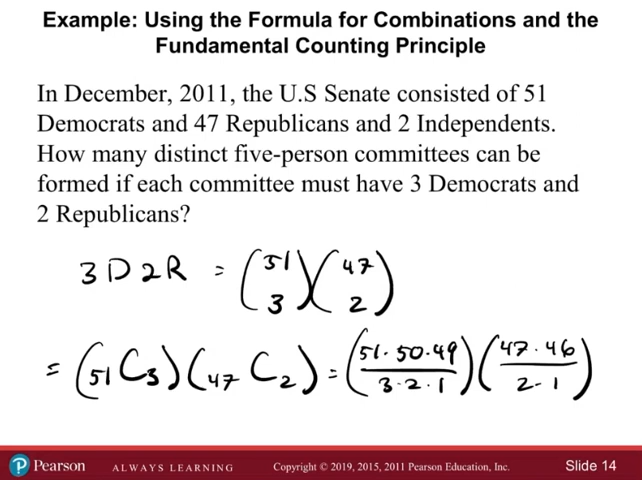 Example: Using the Formula for Combinations and the
Fundamental Counting Principle
In December, 2011, the U.S Senate consisted of 51
Democrats and 47 Republicans and 2 Independents.
How many distinct five-person committees can be
formed if each committee must have 3 Democrats and
2 Republicans?
3D2R = (51 3)(47 2)
= (51C3)(47C2) = (51·50·49 / 3·2·1)(47·46 / 2·1)
Pearson ALWAYS LEARNING Copyright © 2019, 2015, 2011 Pearson Education, Inc. Slide 14